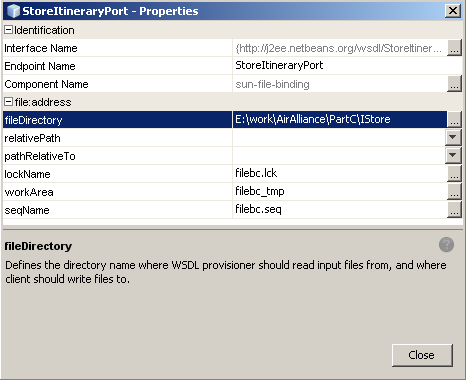 StoreItineraryPort - Properties
Identification
Interface Name {http://j2ee.netbeans.org/wsdl/StoreItiner... ...
Endpoint Name StoreItineraryPort ...
Component Name sun-file-binding ...
file:address
fileDirectory E:\work\AirAlliance\PartC\IStore ...
relativePath
pathRelativeTo
lockName filebc.lck ...
workArea filebc_tmp ...
seqName filebc.seq ...
fileDirectory ?
Defines the directory name where WSDL provisioner should read input files from, and where
client should write files to.
Close